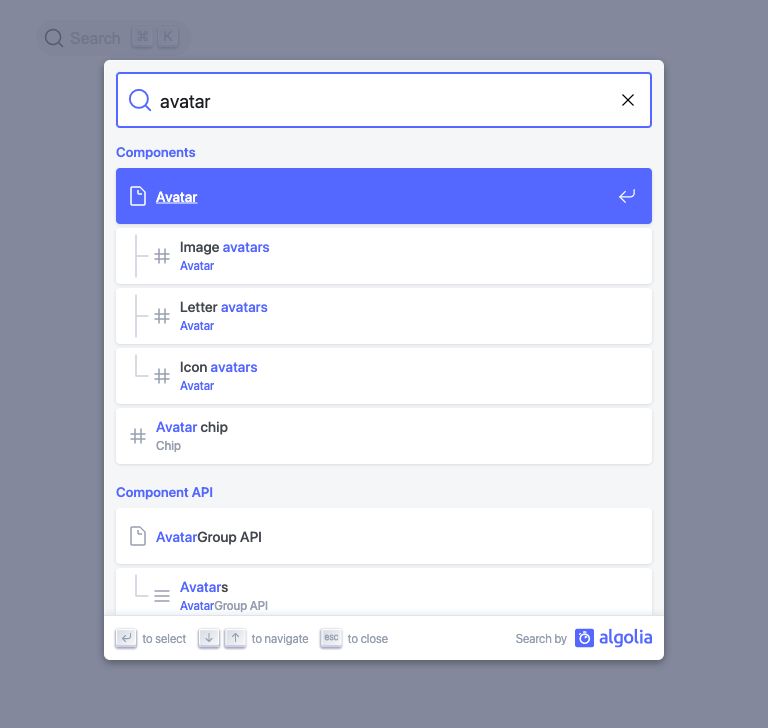 Search ⌘ K
avatar
Components
Avatar
Image avatars
Avatar
Letter avatars
Avatar
Icon avatars
Avatar
Avatar chip
Chip
Component API
AvatarGroup API
Avatars
AvatarGroup API
to select to navigate esc to close Search by algolia